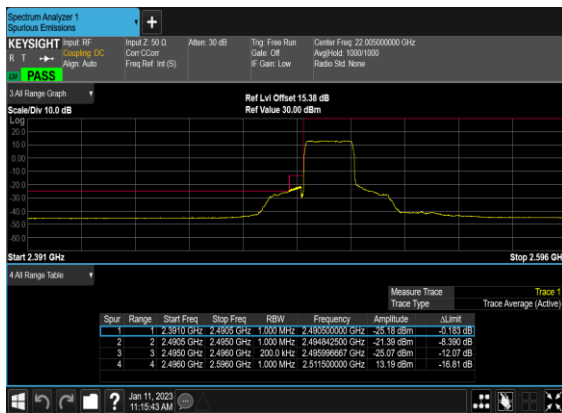 Spectrum Analyzer 1
Spurious Emissions
KEYSIGHT Input: RF Input Z: 50 Ω Atten: 30 dB Trig: Free Run Center Freq: 22.005000000 GHz
R T Coupling: DC Corr CCorr Gate: Off Avg|Hold: 1000/1000
Align: Auto Freq Ref: Int (S) IF Gain: Low Radio Std: None
PASS
3 All Range Graph
Ref Lvl Offset 15.38 dB
Scale/Div 10.0 dB Ref Value 30.00 dBm
Log
20.0
10.0
0.00
-10.0
-20.0
-30.0
-40.0
-50.0
-60.0
Start 2.391 GHz Stop 2.596 GH
4 All Range Table
Measure Trace Trace 1
Trace Type Trace Average (Active)
Spur Range Start Freq Stop Freq RBW Frequency Amplitude ΔLimit
1 1 2.3910 GHz 2.4905 GHz 1.000 MHz 2.490500000 GHz -25.18 dBm -0.183 dB
2 2 2.4905 GHz 2.4950 GHz 1.000 MHz 2.494842500 GHz -21.39 dBm -8.390 dB
3 3 2.4950 GHz 2.4960 GHz 200.0 kHz 2.495996667 GHz -25.07 dBm -12.07 dB
4 4 2.4960 GHz 2.5960 GHz 1.000 MHz 2.511500000 GHz 13.19 dBm -16.81 dB
? Jan 11, 2023
11:15:43 AM